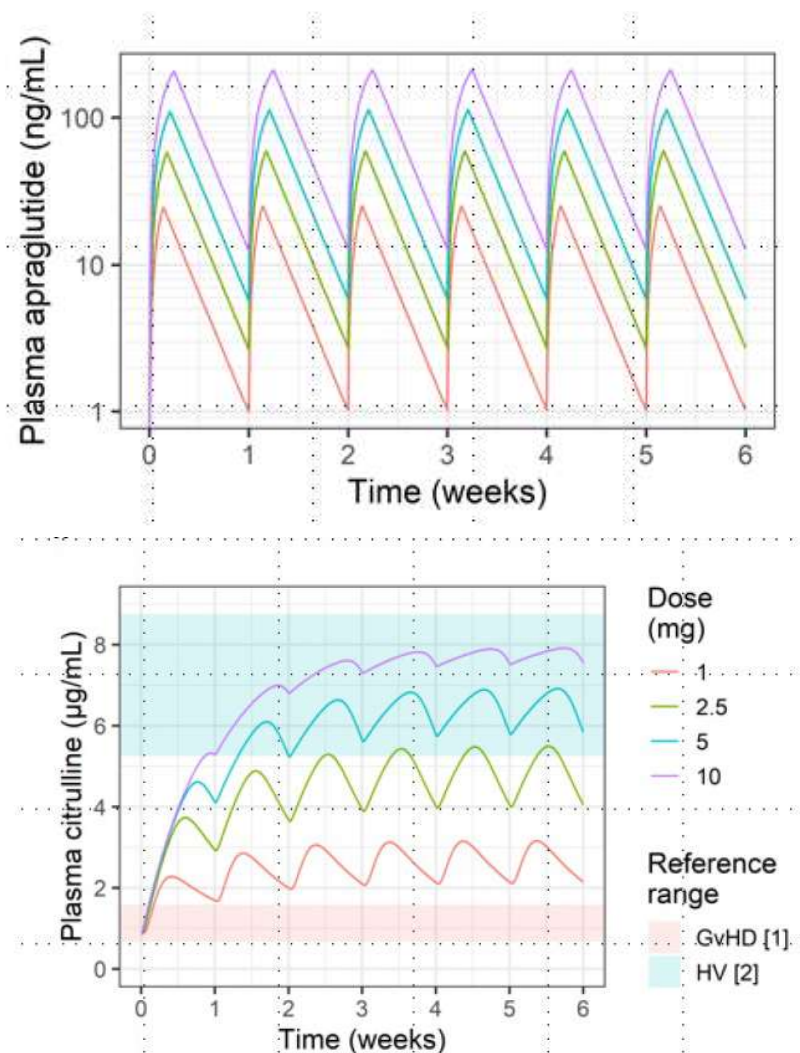 Plasma apraglutide (ng/mL)
100
10
1
0 1 2 3 4 5 6
Time (weeks)
Plasma citrulline (µg/mL)
8
6
4
2
0
0 1 2 3 4 5 6
Time (weeks)
Dose
(mg)
1
2.5
5
10
Reference
range
GvHD [1]
HV [2]